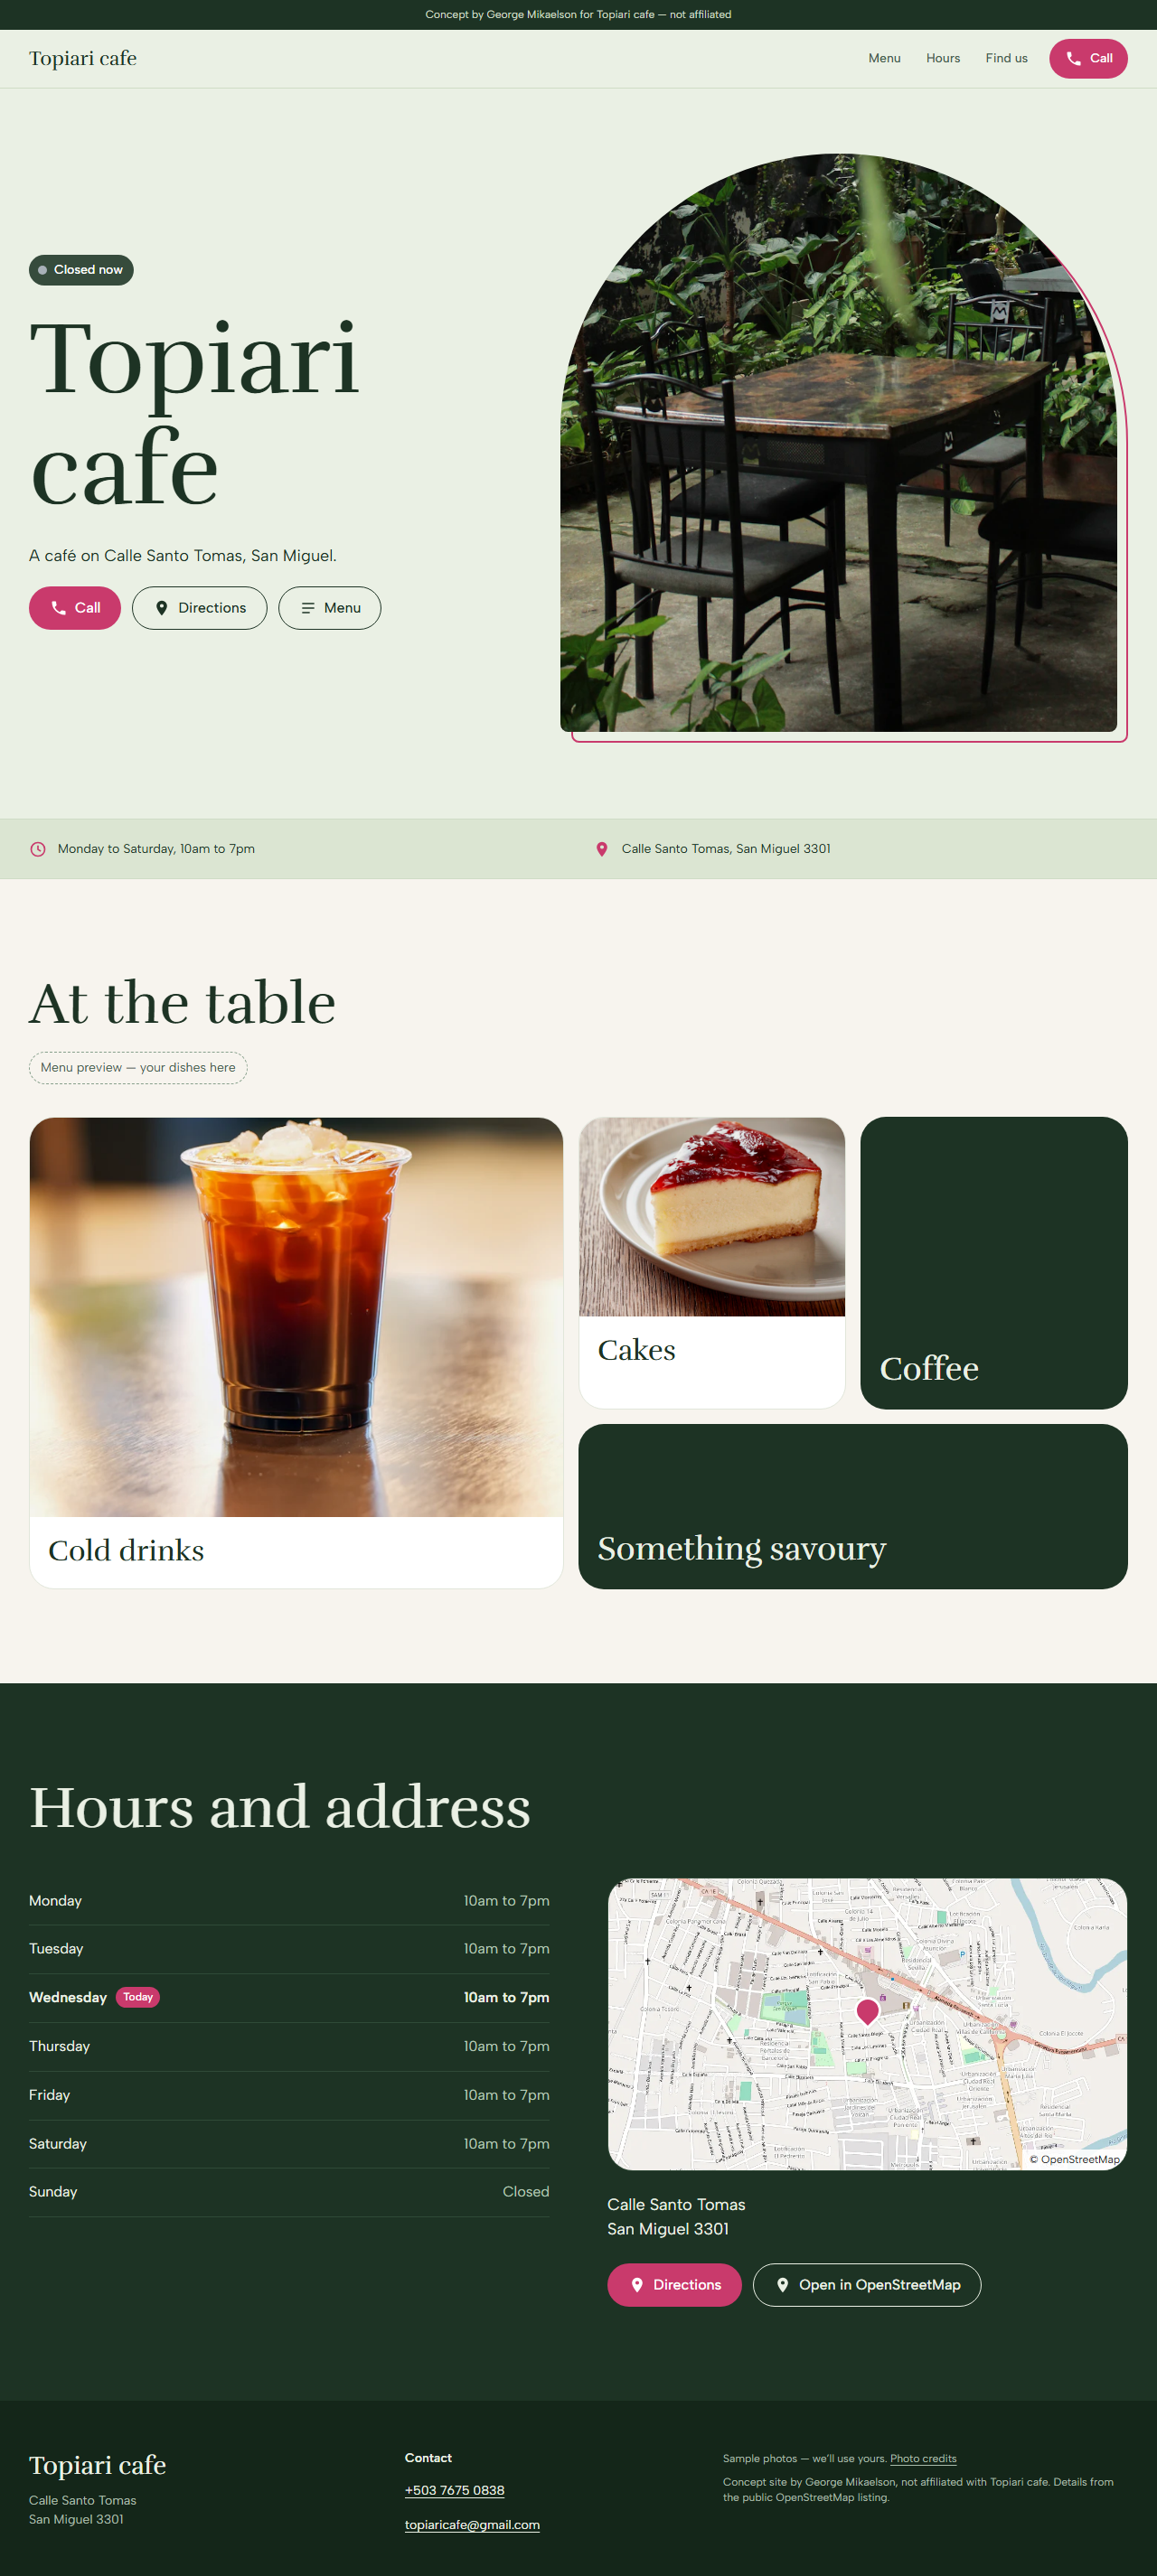 Concept by George Mikaelson for Topiari cafe — not affiliated
Topiari cafe
Menu
Hours
Find us
Call
Closed now
Topiari
cafe
A café on Calle Santo Tomas, San Miguel.
Call
Directions
Menu
Monday to Saturday, 10am to 7pm
Calle Santo Tomas, San Miguel 3301
At the table
Menu preview — your dishes here
Cakes
Coffee
Cold drinks
Something savoury
Hours and address
Monday 10am to 7pm
Tuesday 10am to 7pm
Wednesday Today 10am to 7pm
Thursday 10am to 7pm
Friday 10am to 7pm
Saturday 10am to 7pm
Sunday Closed
© OpenStreetMap
Calle Santo Tomas
San Miguel 3301
Directions
Open in OpenStreetMap
Topiari cafe
Calle Santo Tomas
San Miguel 3301
Contact
+503 7675 0838
topiaricafe@gmail.com
Sample photos — we'll use yours. Photo credits
Concept site by George Mikaelson, not affiliated with Topiari cafe. Details from
the public OpenStreetMap listing.